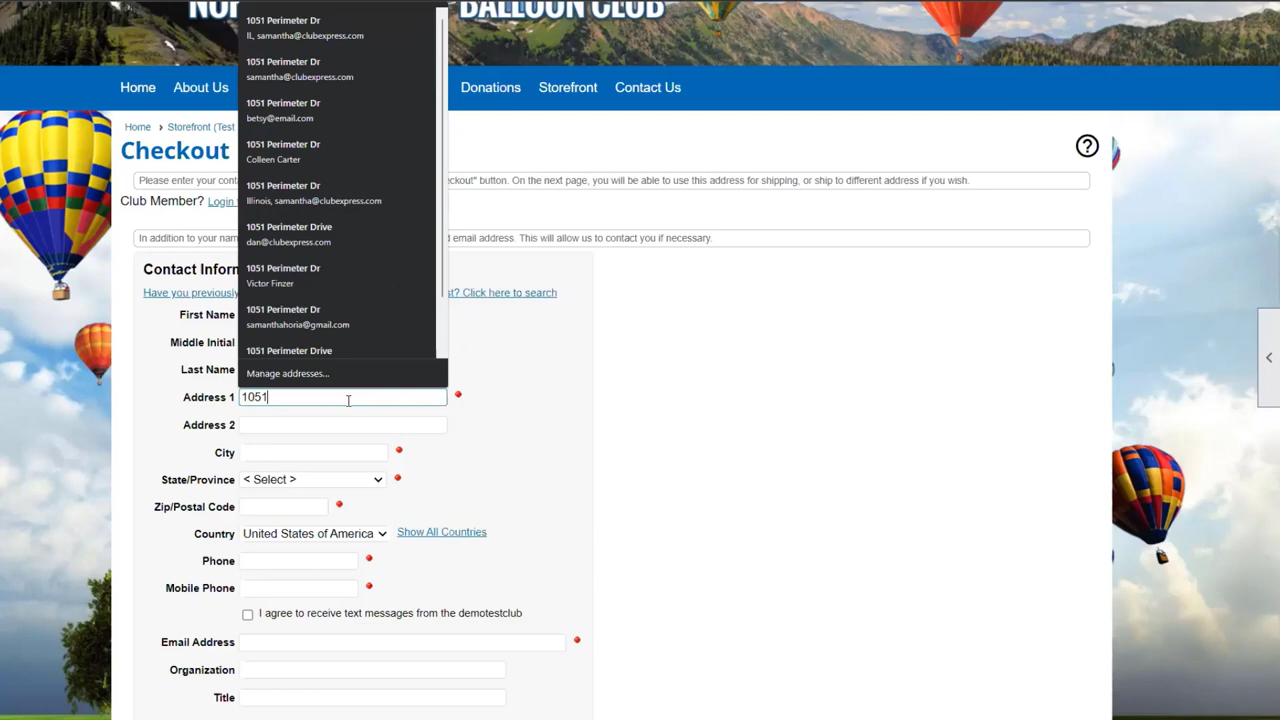 BALLOON CLUB
Home About Us Donations Storefront Contact Us
Home › Storefront (Test
Checkout
Please enter your cont
eckout" button. On the next page, you will be able to use this address for shipping, or ship to different address if you wish.
Club Member? Login
In addition to your nam
d email address. This will allow us to contact you if necessary.
Contact Inforn
Have you previously
st? Click here to search
1051 Perimeter Dr
IL, samantha@clubexpress.com
1051 Perimeter Dr
samantha@clubexpress.com
1051 Perimeter Dr
betsy@email.com
1051 Perimeter Dr
Colleen Carter
1051 Perimeter Dr
Illinois, samantha@clubexpress.com
1051 Perimeter Drive
dan@clubexpress.com
1051 Perimeter Dr
Victor Finzer
1051 Perimeter Dr
samanthahoria@gmail.com
1051 Perimeter Drive
Manage addresses...
First Name
Middle Initial
Last Name
Address 1 1051
Address 2
City
State/Province < Select >
Zip/Postal Code
Country United States of America Show All Countries
Phone
Mobile Phone
I agree to receive text messages from the demotestclub
Email Address
Organization
Title